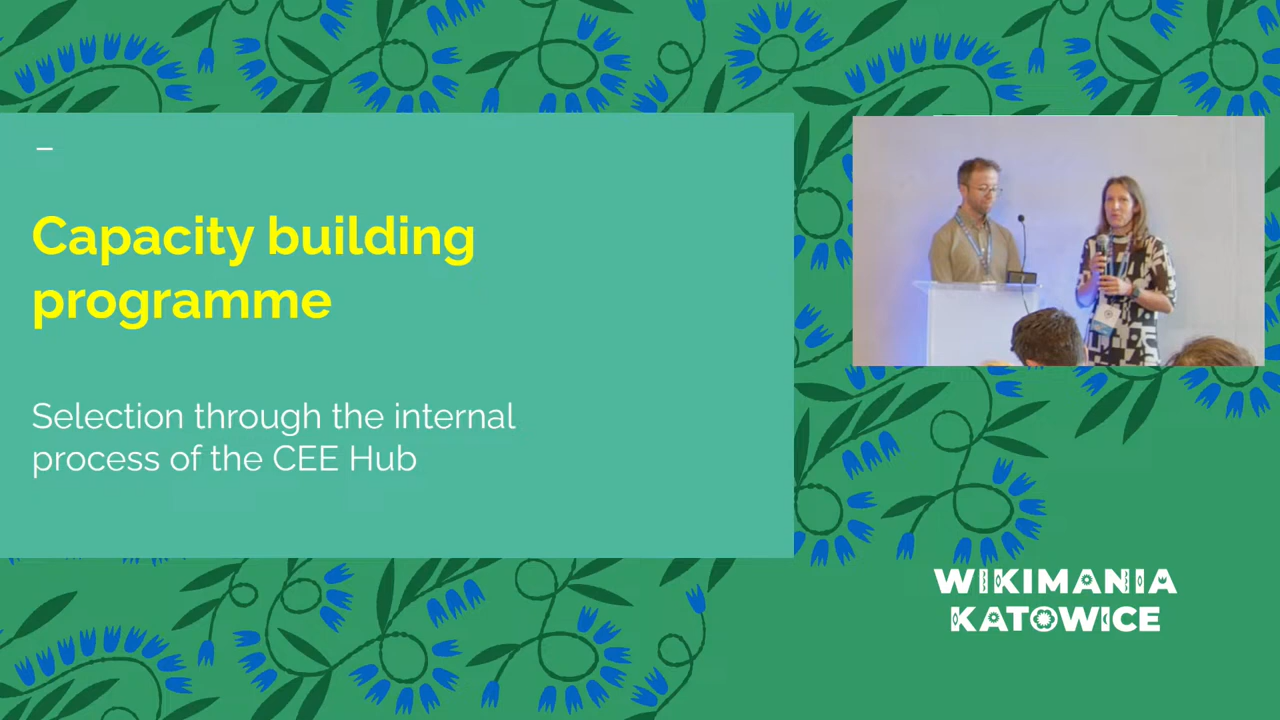 Capacity building
programme
Selection through the internal
process of the CEE Hub
WIKIMANIA
KATOWICE